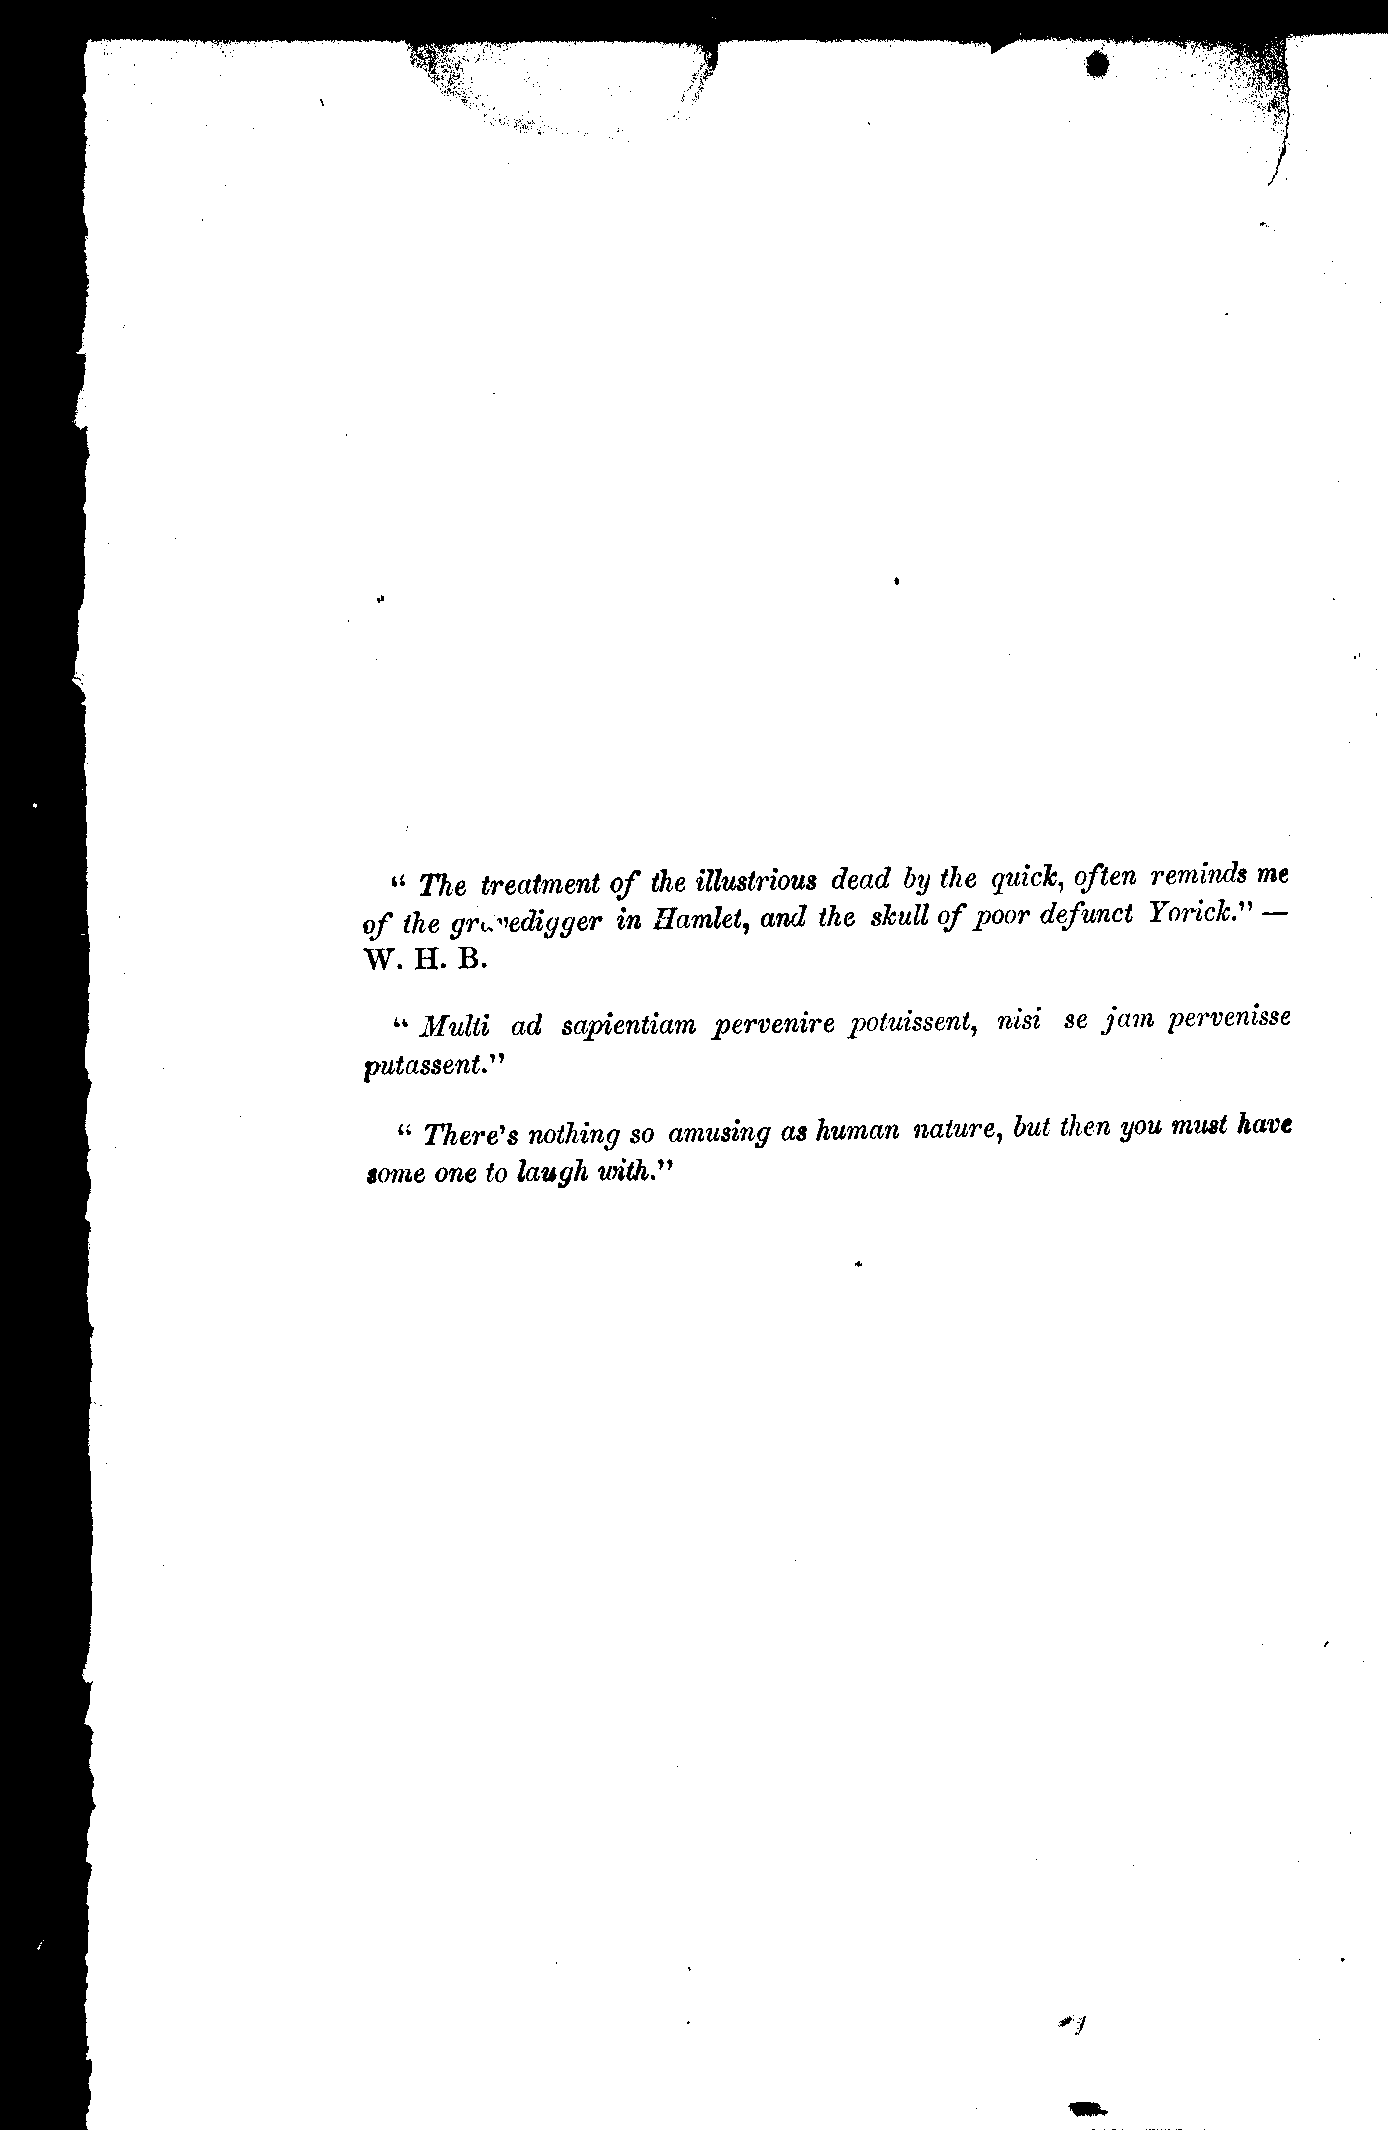 “ The treatment of the illustrious dead by the quick, often reminds me
of the gravedigger in Hamlet, and the skull of poor defunct Yorick.” —
W. H. B.
“ Multi ad sapientiam pervenire potuissent, nisi se jam pervenisse
putassent.”
“ There’s nothing so amusing as human nature, but then you must have
some one to laugh with.”